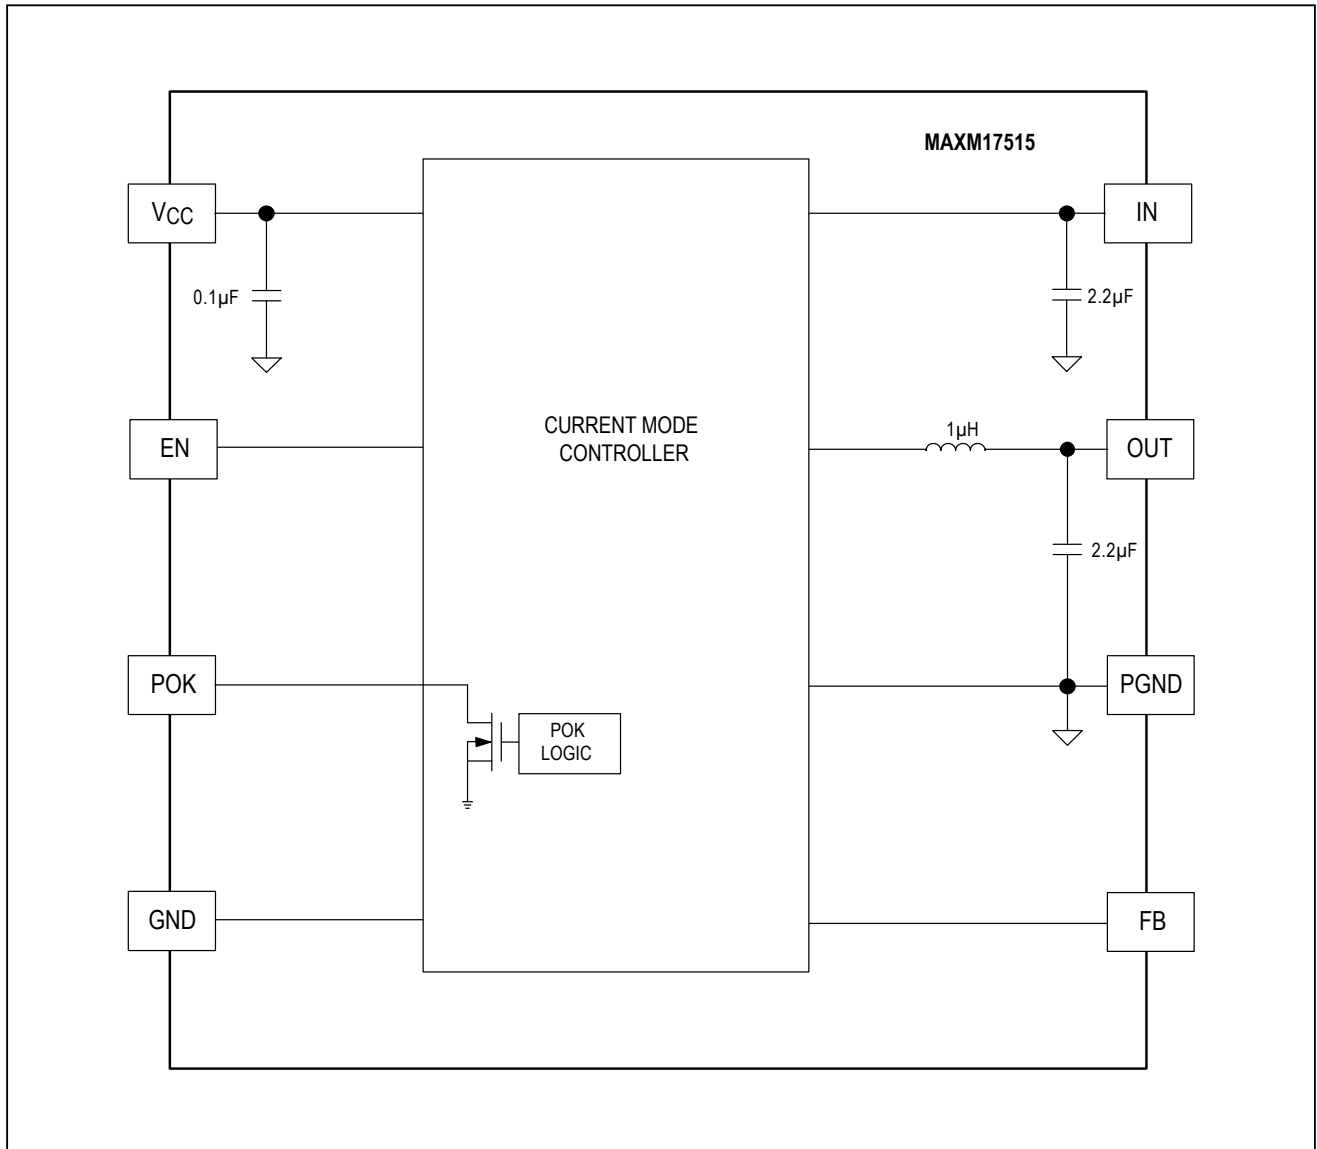 MAXM17515
VCC
IN
0.1µF
2.2µF
CURRENT MODE
CONTROLLER
EN
1µH
OUT
2.2µF
POK
PGND
POK
LOGIC
GND
FB